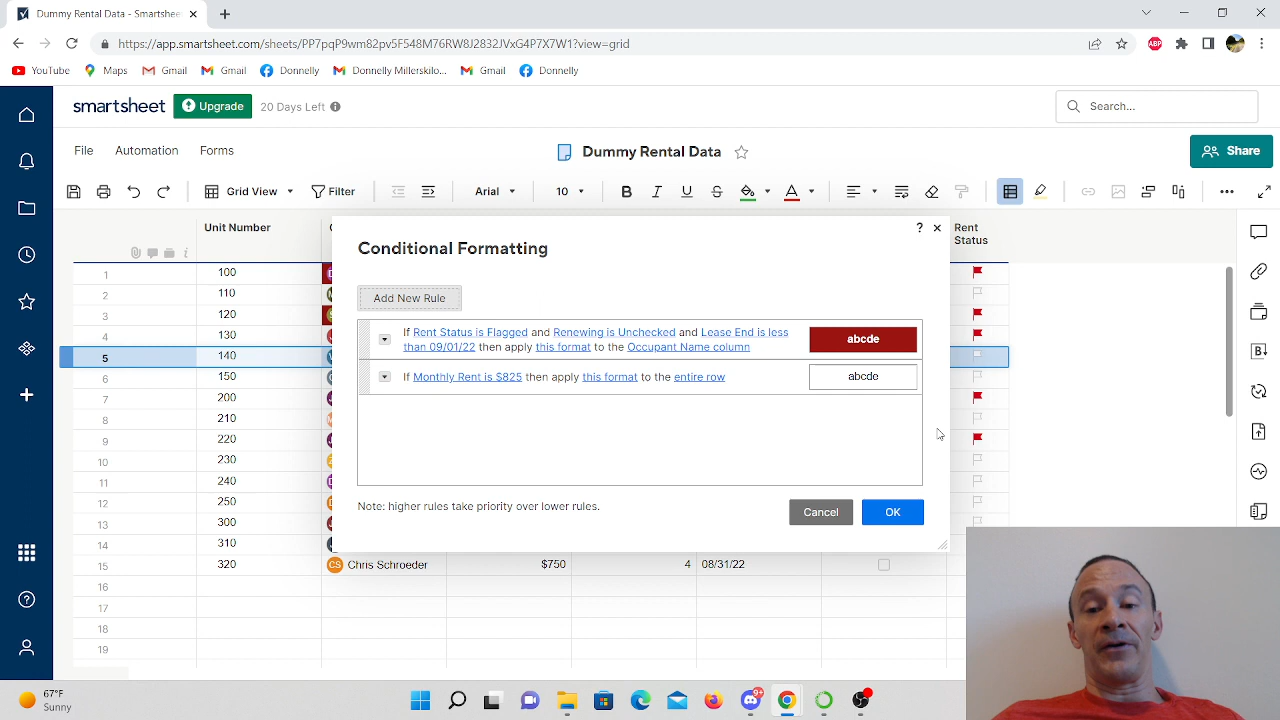 Dummy Rental Data - Smartshee
https://app.smartsheet.com/sheets/PP7pqP9wm82pv5F548M76RW8J3232JVxG62X7W1?view=grid
YouTube Maps Gmail Gmail Donnelly Donnelly Millerskilo... Gmail Donnelly
smartsheet Upgrade 20 Days Left Search...
File Automation Forms Dummy Rental Data Share
Grid View Filter Arial 10 B I U S A
Unit Number
Rent
Status
Conditional Formatting
Add New Rule
If Rent Status is Flagged and Renewing is Unchecked and Lease End is less
than 09/01/22 then apply this format to the Occupant Name column
abcde
If Monthly Rent is $825 then apply this format to the entire row abcde
Note: higher rules take priority over lower rules.
Cancel OK
1 100
2 110
3 120
4 130
5 140
6 150
7 200
8 210
9 220
10 230
11 240
12 250
13 300
14 310
15 320 CS Chris Schroeter $750 4 08/31/22
16
17
18
19
67°F
Sunny